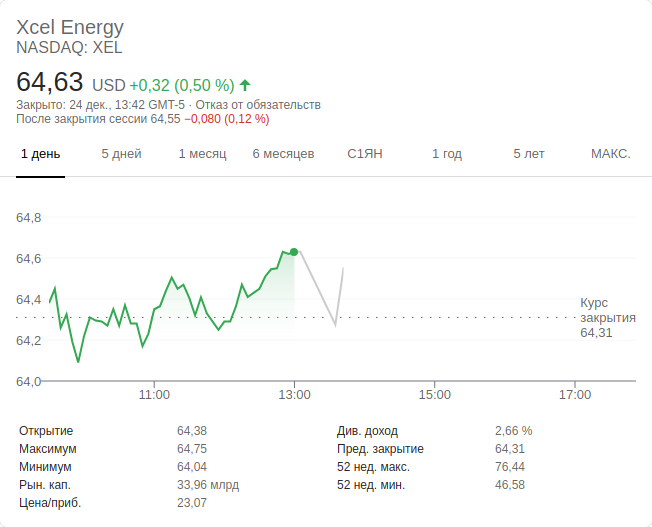 Xcel Energy
NASDAQ: XEL
64,63 USD +0,32 (0,50 %)
Закрыто: 24 дек., 13:42 GMT-5 · Отказ от обязательств
После закрытия сессии 64,55 −0,080 (0,12 %)
1 день 5 дней 1 месяц 6 месяцев С1ЯН 1 год 5 лет МАКС.
64,8
64,6
64,4
64,2
64,0
Курс
закрытия
64,31
11:00 13:00 15:00 17:00
Открытие 64,38 Див. доход 2,66 %
Максимум 64,75 Пред. закрытие 64,31
Минимум 64,04 52 нед. макс. 76,44
Рын. кап. 33,96 млрд 52 нед. мин. 46,58
Цена/приб. 23,07